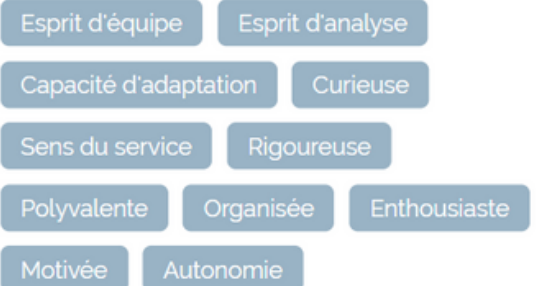 Esprit d'équipe Esprit d'analyse
Capacité d'adaptation Curieuse
Sens du service Rigoureuse
Polyvalente Organisée Enthousiaste
Motivée Autonomie